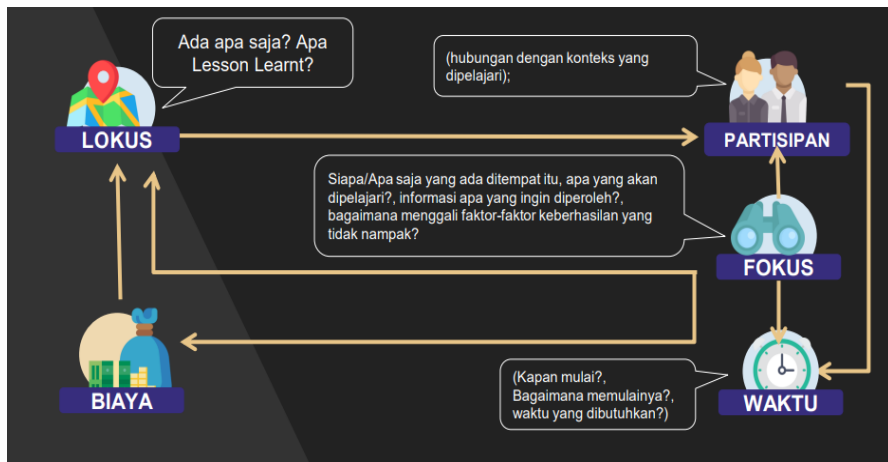 Ada apa saja? Apa
Lesson Learnt?
LOKUS
(hubungan dengan konteks yang
dipelajari);
PARTISIPAN
Siapa/Apa saja yang ada ditempat itu, apa yang akan
dipelajari?, informasi apa yang ingin diperoleh?,
bagaimana menggali faktor-faktor keberhasilan yang
tidak nampak?
FOKUS
BIAYA
(Kapan mulai?,
Bagaimana memulainya?,
waktu yang dibutuhkan?)
WAKTU